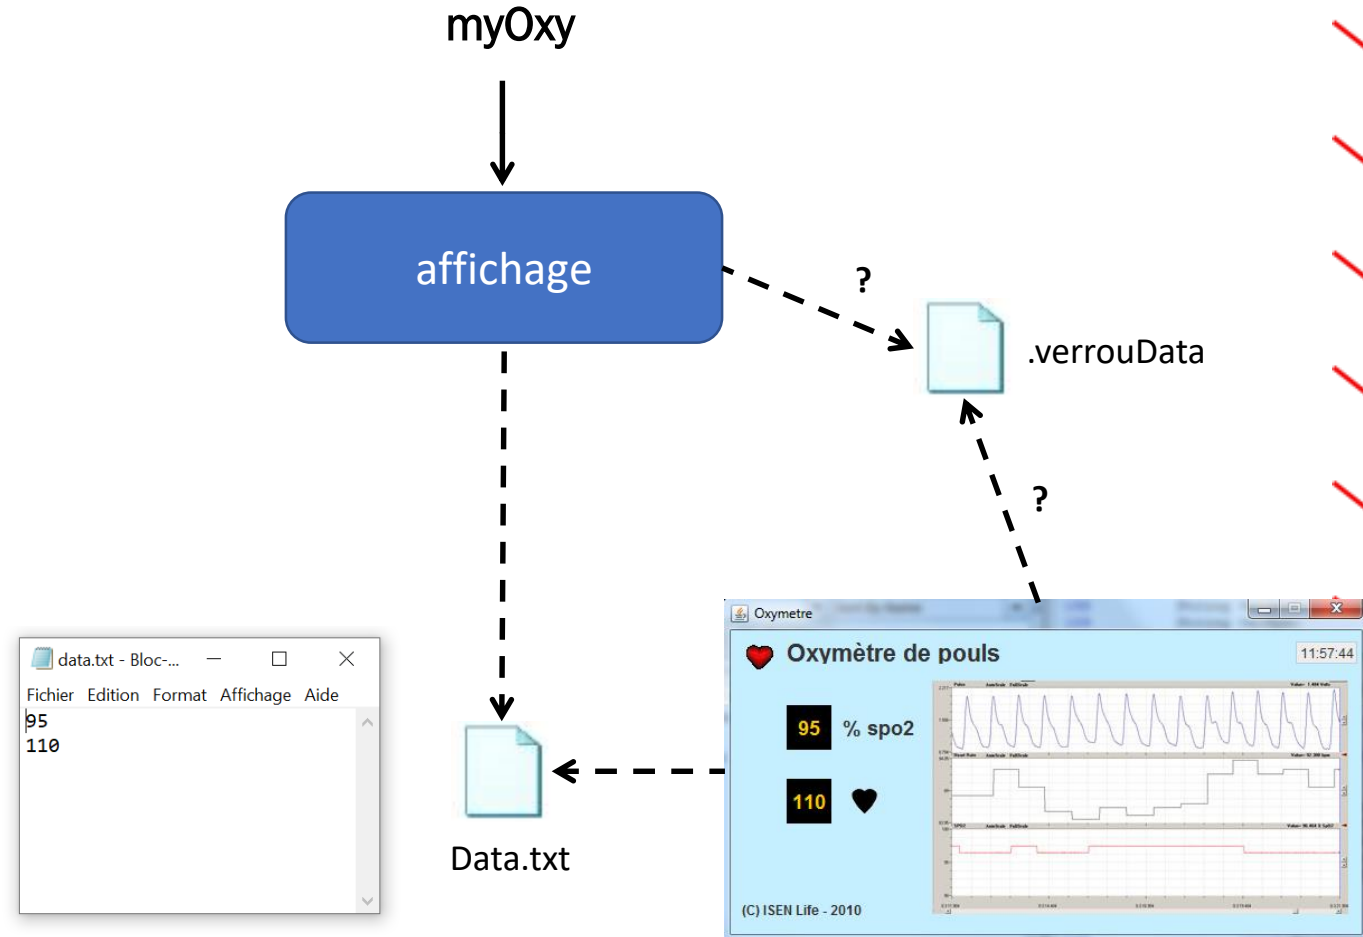 myOxy
affichage
?
.verrouData
?
data.txt - Bloc-...
Fichier Edition Format Affichage Aide
95
110
Data.txt
Oxymetre
Oxymètre de pouls
11:57:44
95 % spo2
110
(C) ISEN Life - 2010